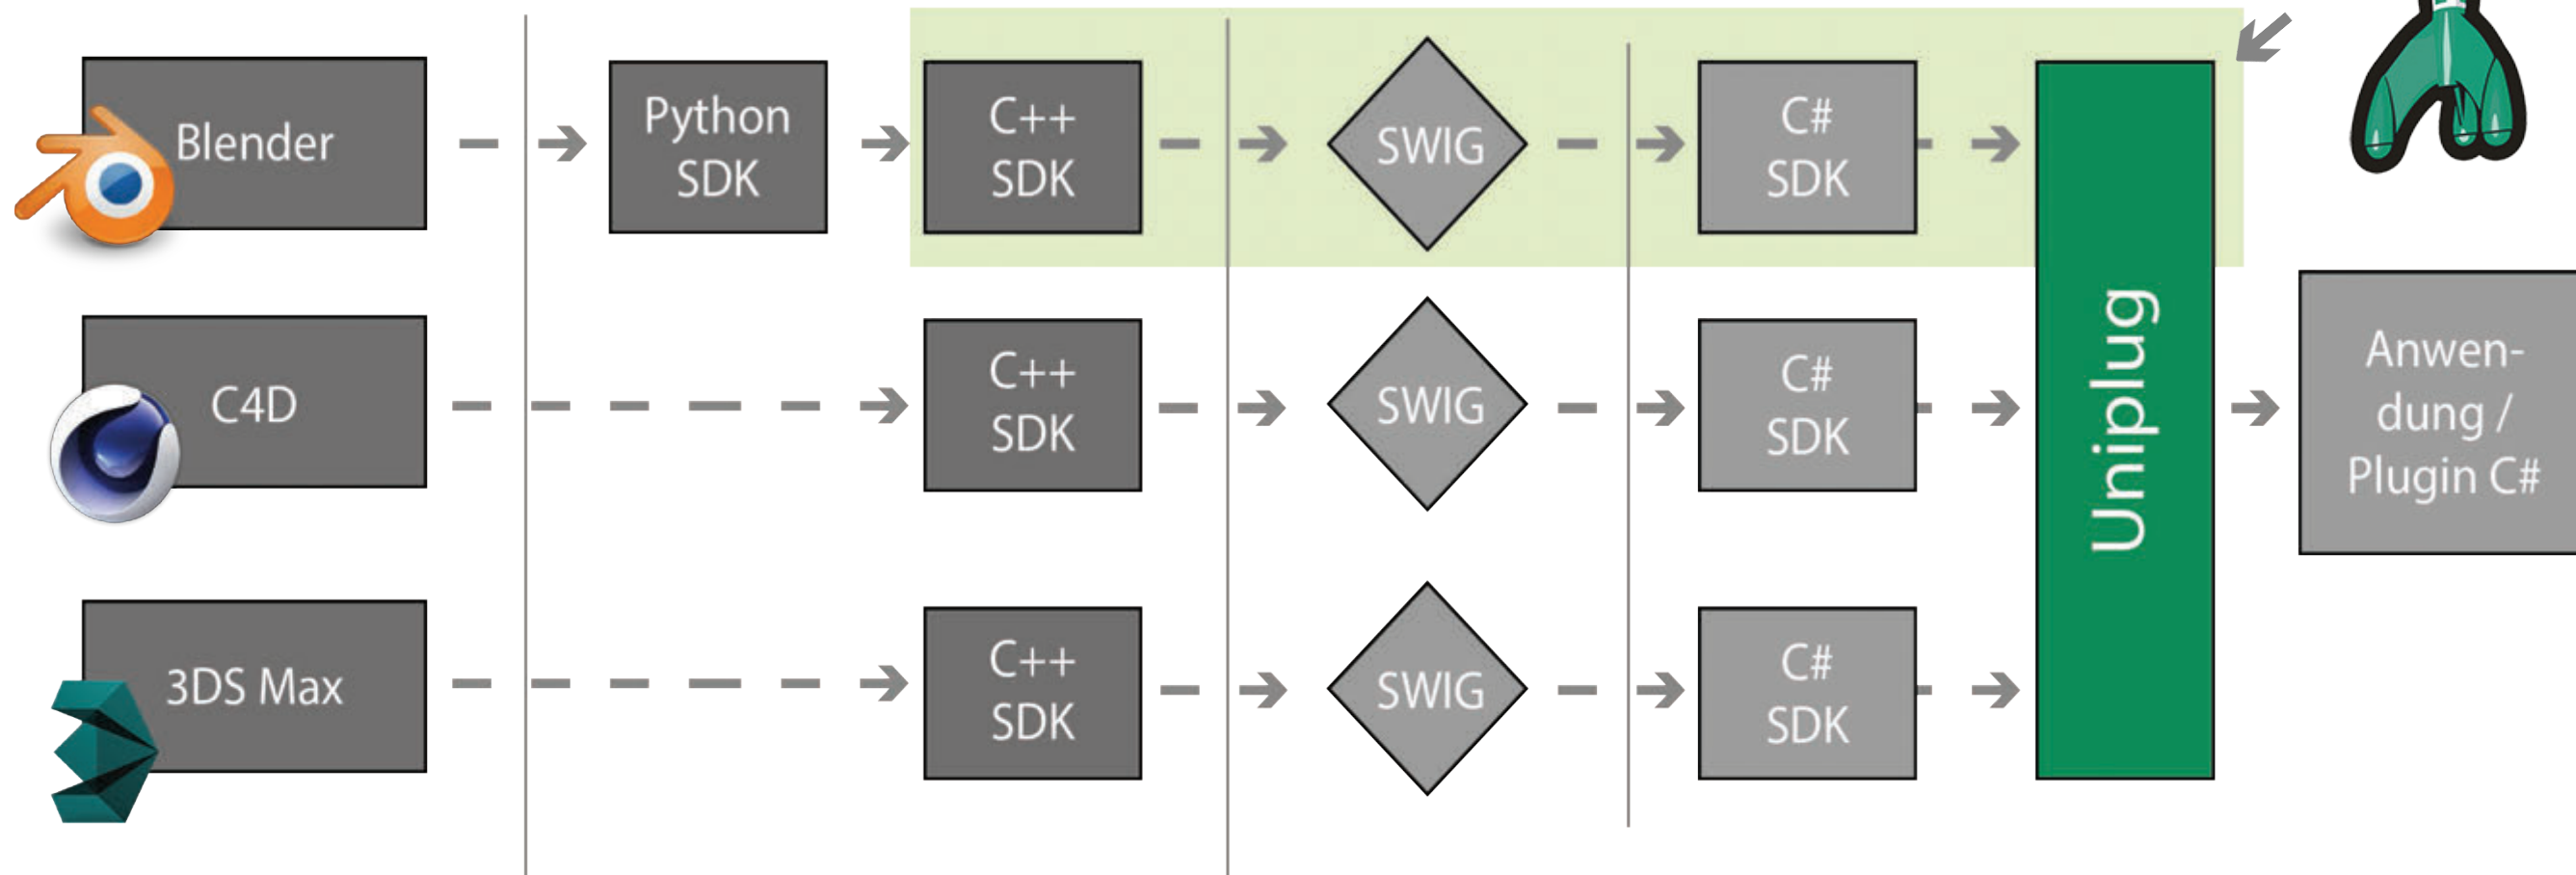 Blender
Python
SDK
C++
SDK
SWIG
C#
SDK
C4D
C++
SDK
SWIG
C#
SDK
Uniplug
Anwen-
dung /
Plugin C#
3DS Max
C++
SDK
SWIG
C#
SDK